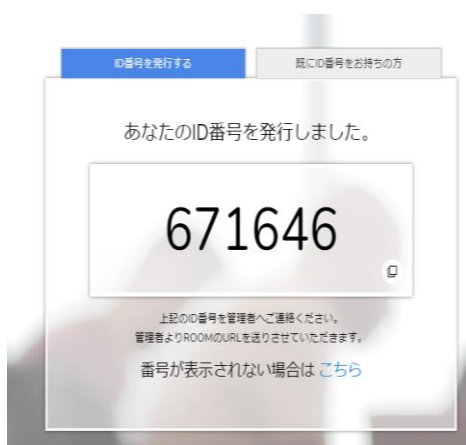 ID番号を発行する
既にID番号をお持ちの方
あなたのID番号を発行しました。
671646
上記のID番号を管理者へご連絡ください。
管理者よりROOMのURLを送りさせていただきます。
番号が表示されない場合は こちら